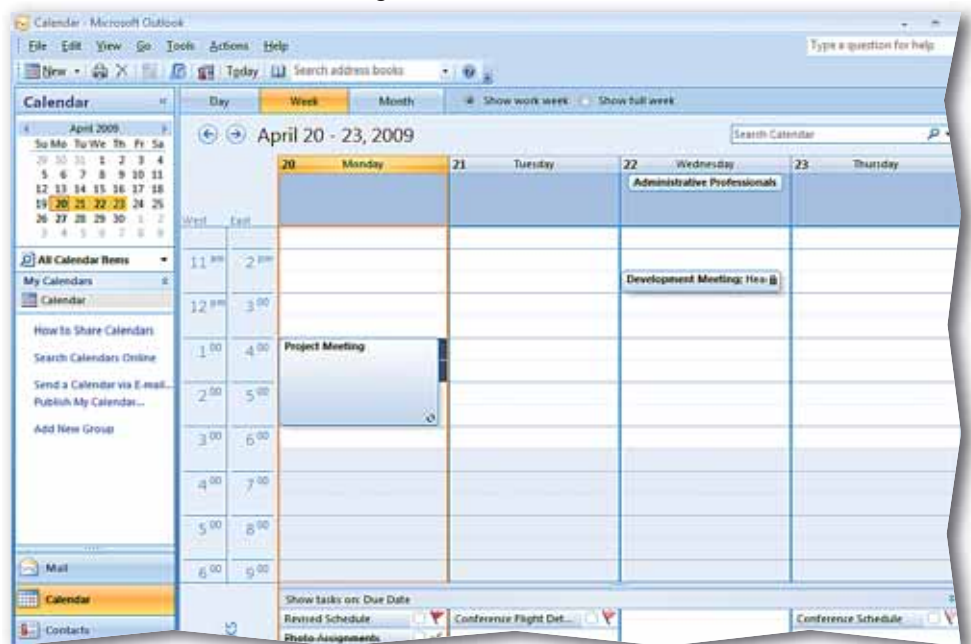 Calendar - Microsoft Outlook
File Edit View Go Tools Actions Help
Type a question for help
New Today Search address books
Calendar Day Week Month Show work week Show full week
April 2009
Su Mo Tu We Th Fr Sa
29 30 31 1 2 3 4
5 6 7 8 9 10 11
12 13 14 15 16 17 18
19 20 21 22 23 24 25
26 27 28 29 30 1 2
3 4 5 6 7 8 9
All Calendar Items
My Calendars
Calendar
How to Share Calendars
Search Calendars Online
Send a Calendar via E-mail...
Publish My Calendar...
Add New Group
Mail
Calendar
Contacts
April 20 - 23, 2009
Search Calendar
20 Monday 21 Tuesday 22 Wednesday 23 Thursday
Administrative Professionals
West East
11 2 pm
Development Meeting; Hea
12 pm 3 00
1 00 4 00 Project Meeting
2 00 5 00
3 00 6 00
4 00 7 00
5 00 8 00
6 00 9 00
Show tasks on: Due Date
Revised Schedule Conference Flight Det... Conference Schedule
Photo Assignments